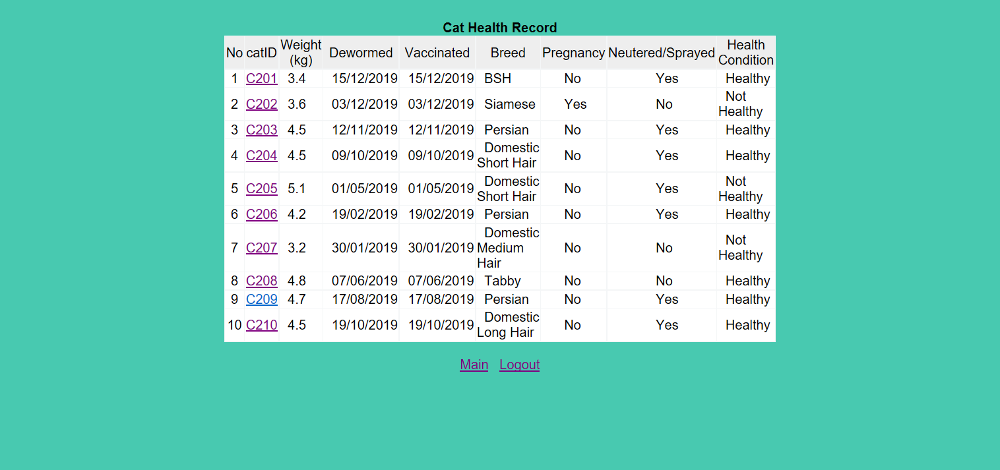 Cat Health Record
No catID Weight (kg) Dewormed Vaccinated Breed Pregnancy Neutered/Sprayed Health Condition
1 C201 3.4 15/12/2019 15/12/2019 BSH No Yes Healthy
2 C202 3.6 03/12/2019 03/12/2019 Siamese Yes No Not Healthy
3 C203 4.5 12/11/2019 12/11/2019 Persian No Yes Healthy
4 C204 4.5 09/10/2019 09/10/2019 Domestic Short Hair No Yes Healthy
5 C205 5.1 01/05/2019 01/05/2019 Domestic Short Hair No Yes Not Healthy
6 C206 4.2 19/02/2019 19/02/2019 Persian No Yes Healthy
7 C207 3.2 30/01/2019 30/01/2019 Domestic Medium Hair No No Not Healthy
8 C208 4.8 07/06/2019 07/06/2019 Tabby No No Healthy
9 C209 4.7 17/08/2019 17/08/2019 Persian No Yes Healthy
10 C210 4.5 19/10/2019 19/10/2019 Domestic Long Hair No Yes Healthy
Main Logout